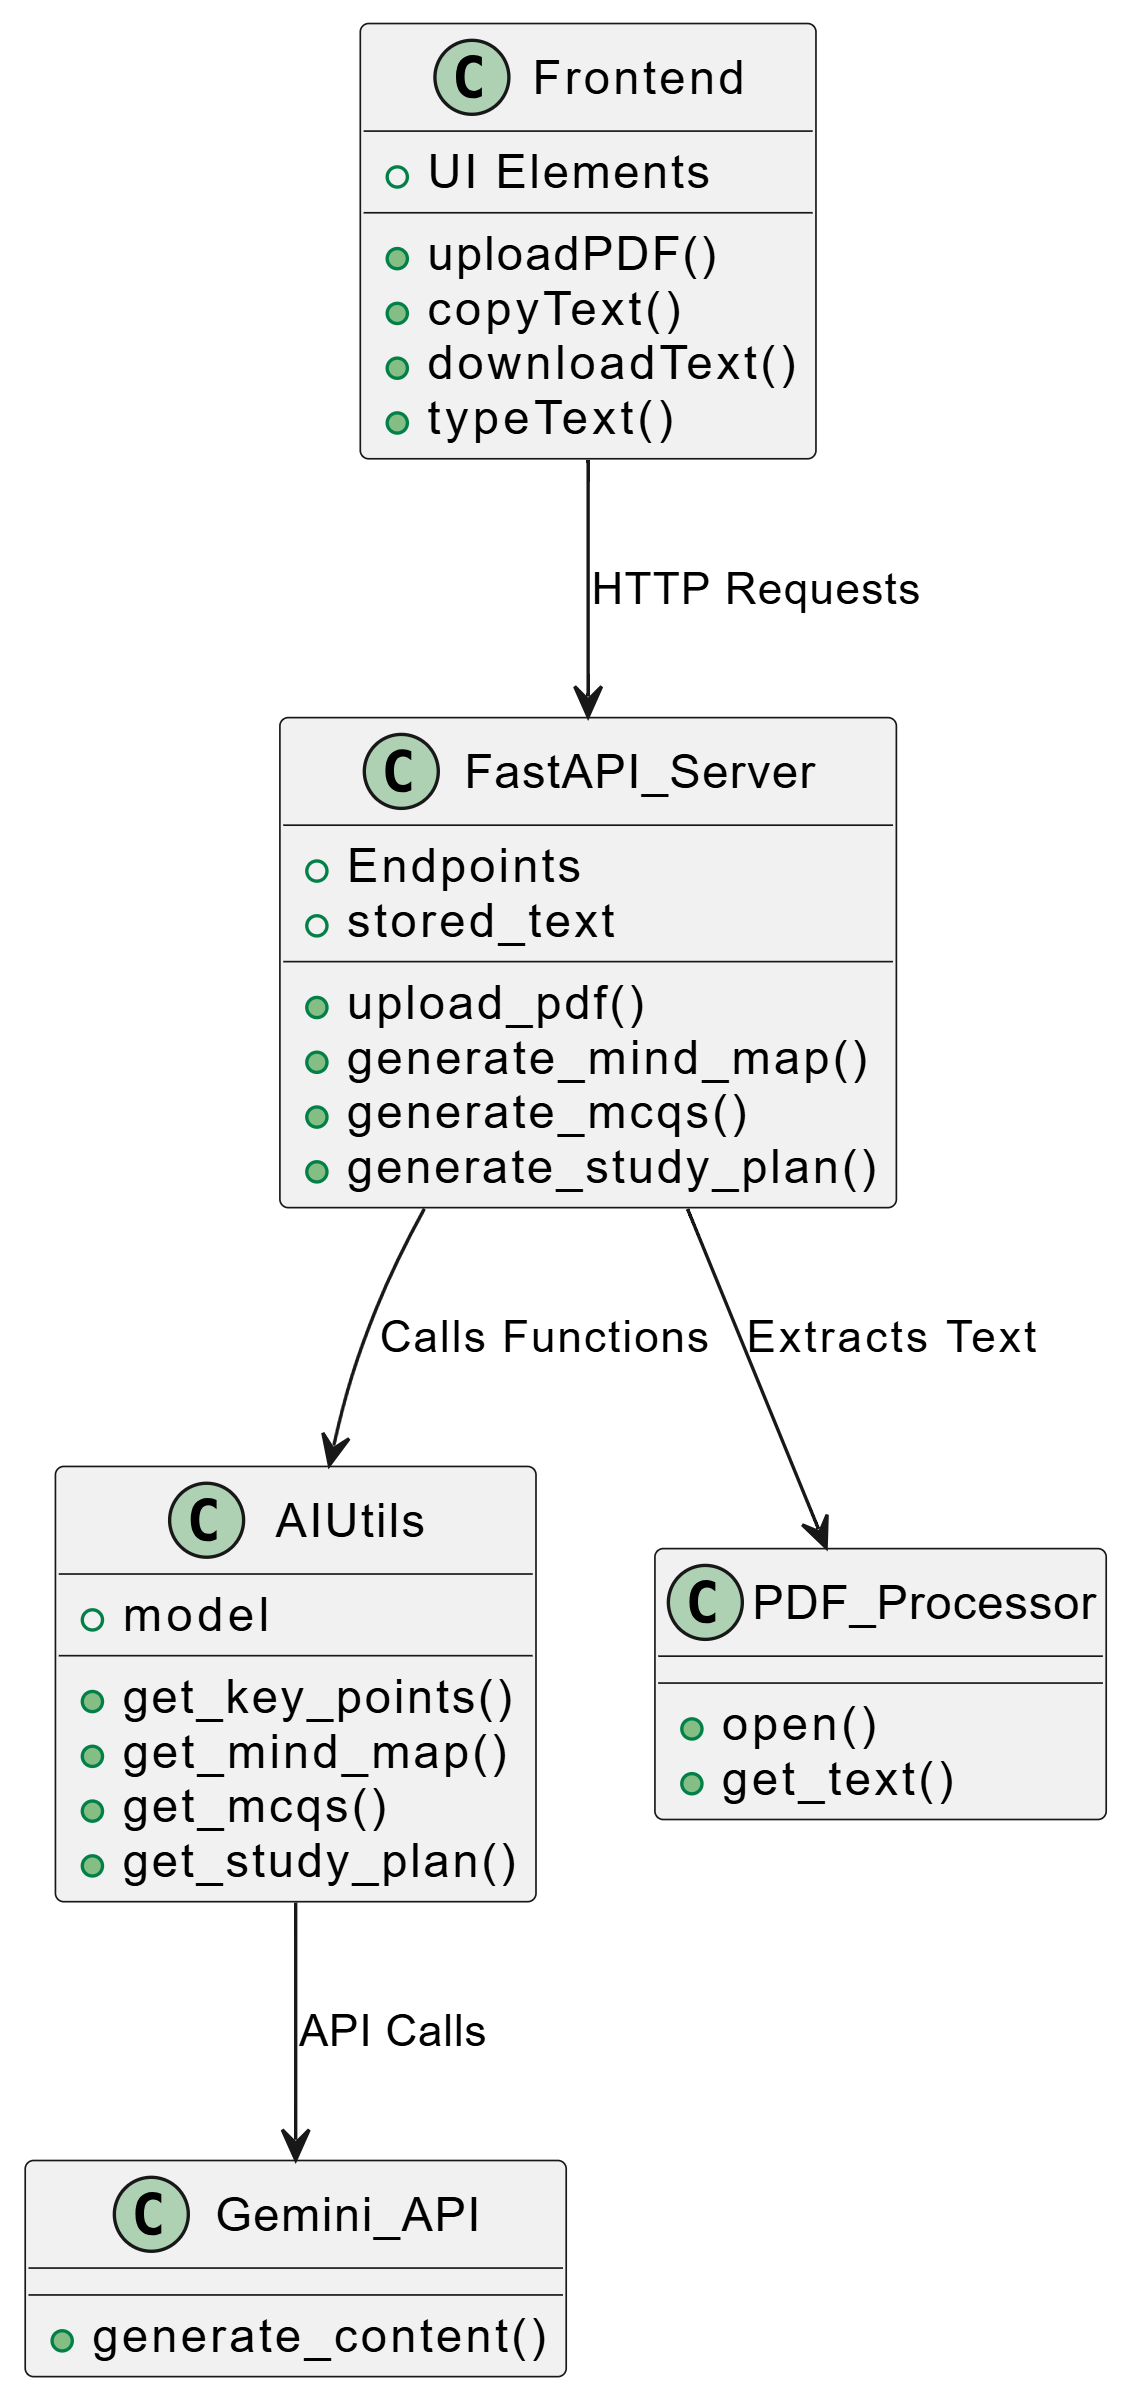 C Frontend
UI Elements
uploadPDF()
copyText()
downloadText()
typeText()
HTTP Requests
C FastAPI_Server
Endpoints
stored_text
upload_pdf()
generate_mind_map()
generate_mcqs()
generate_study_plan()
Calls Functions
Extracts Text
C AIUtils
model
get_key_points()
get_mind_map()
get_mcqs()
get_study_plan()
C PDF_Processor
open()
get_text()
API Calls
C Gemini_API
generate_content()